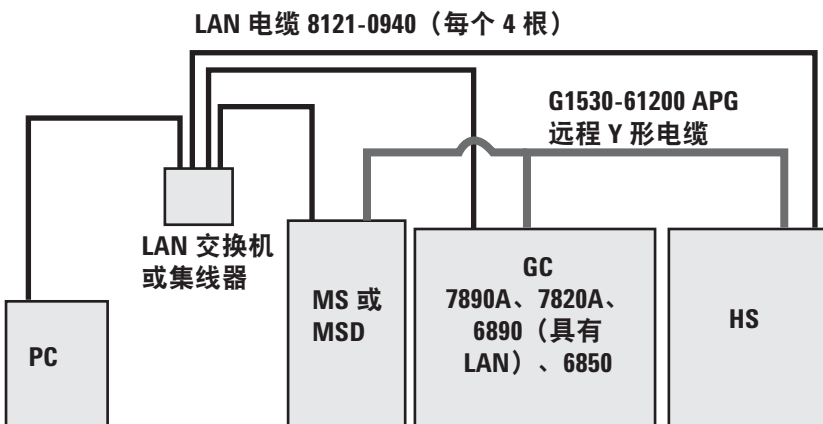 LAN 电缆 8121-0940（每个 4 根）
G1530-61200 APG
远程 Y 形电缆
LAN 交换机
或集线器
PC
MS 或
MSD
GC
7890A、7820A、
6890（具有
LAN）、6850
HS